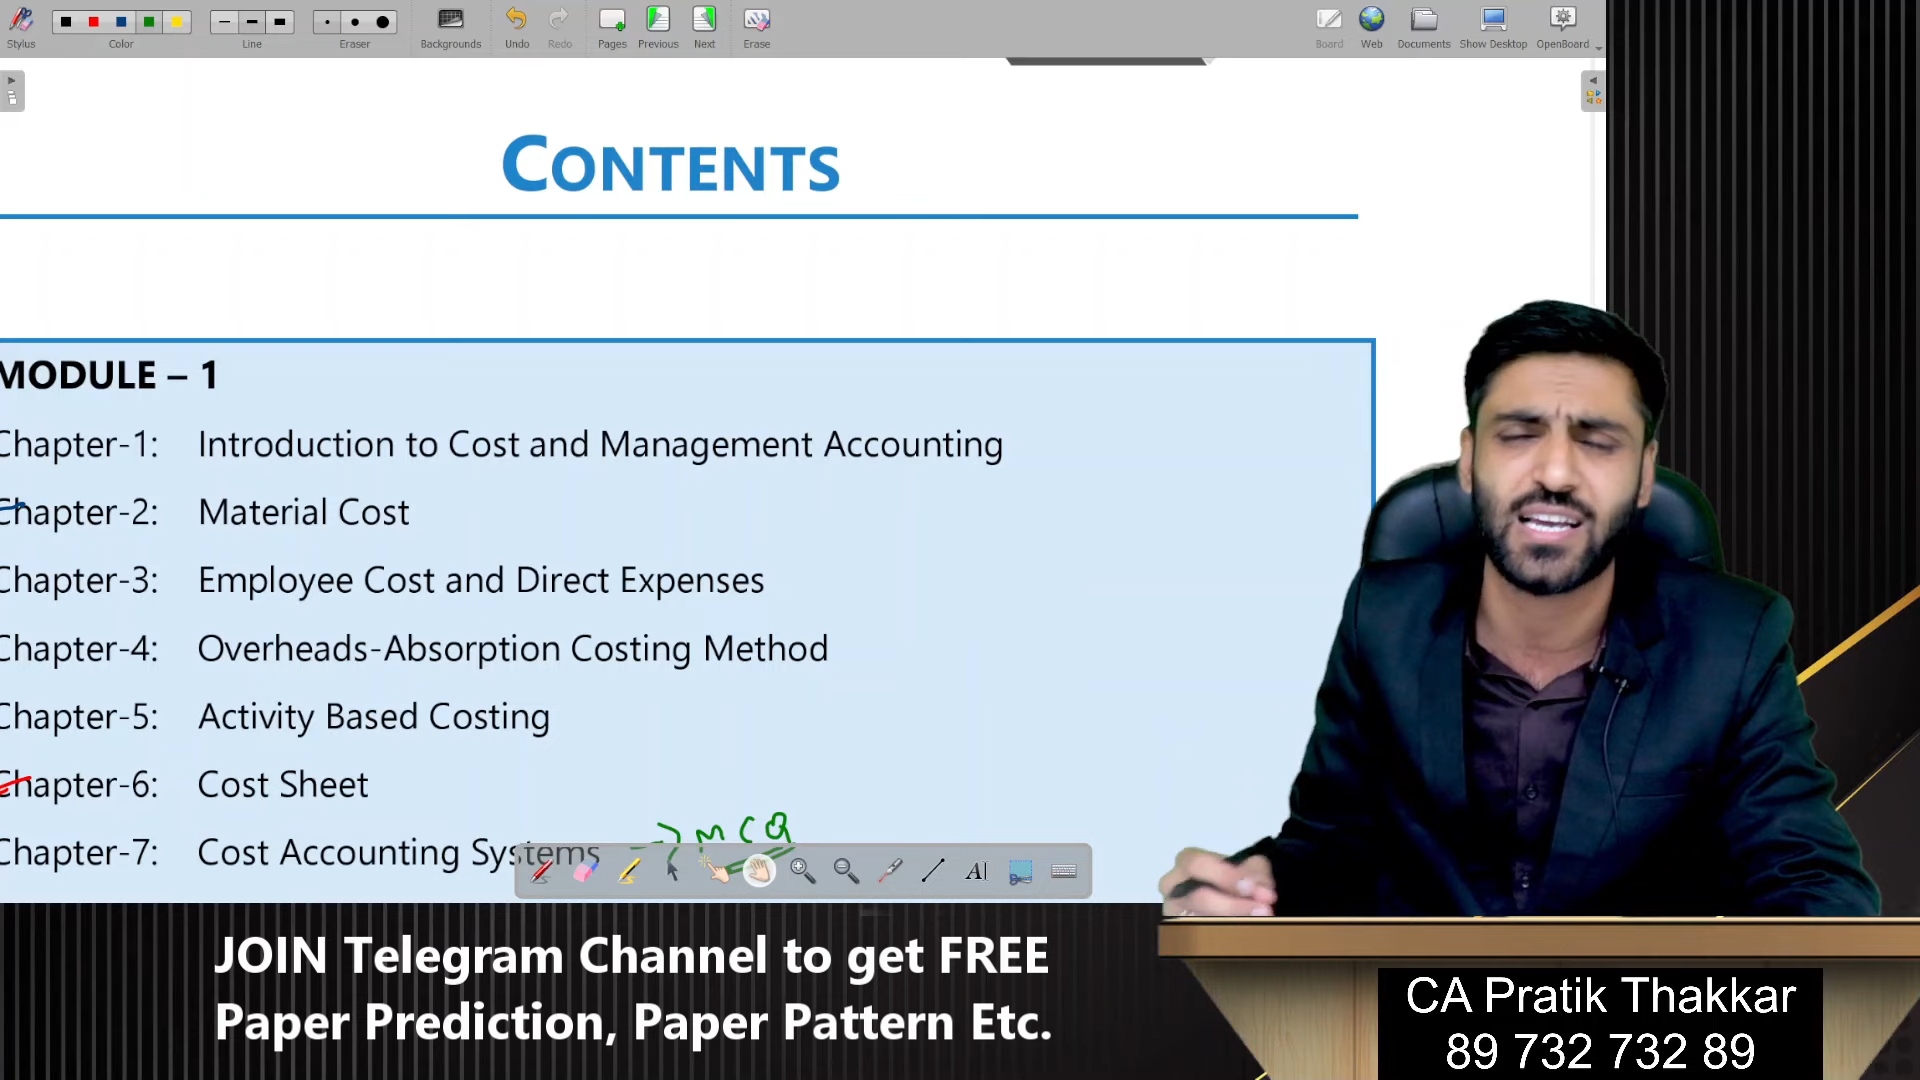 Stylus Color Line Eraser Backgrounds Undo Redo Pages Previous Next Erase Board Web Documents Show Desktop OpenBoard
CONTENTS
MODULE – 1
Chapter-1: Introduction to Cost and Management Accounting
Chapter-2: Material Cost
Chapter-3: Employee Cost and Direct Expenses
Chapter-4: Overheads-Absorption Costing Method
Chapter-5: Activity Based Costing
Chapter-6: Cost Sheet
MCQ
Chapter-7: Cost Accounting Systems
AI
JOIN Telegram Channel to get FREE
Paper Prediction, Paper Pattern Etc.
CA Pratik Thakkar
89 732 732 89